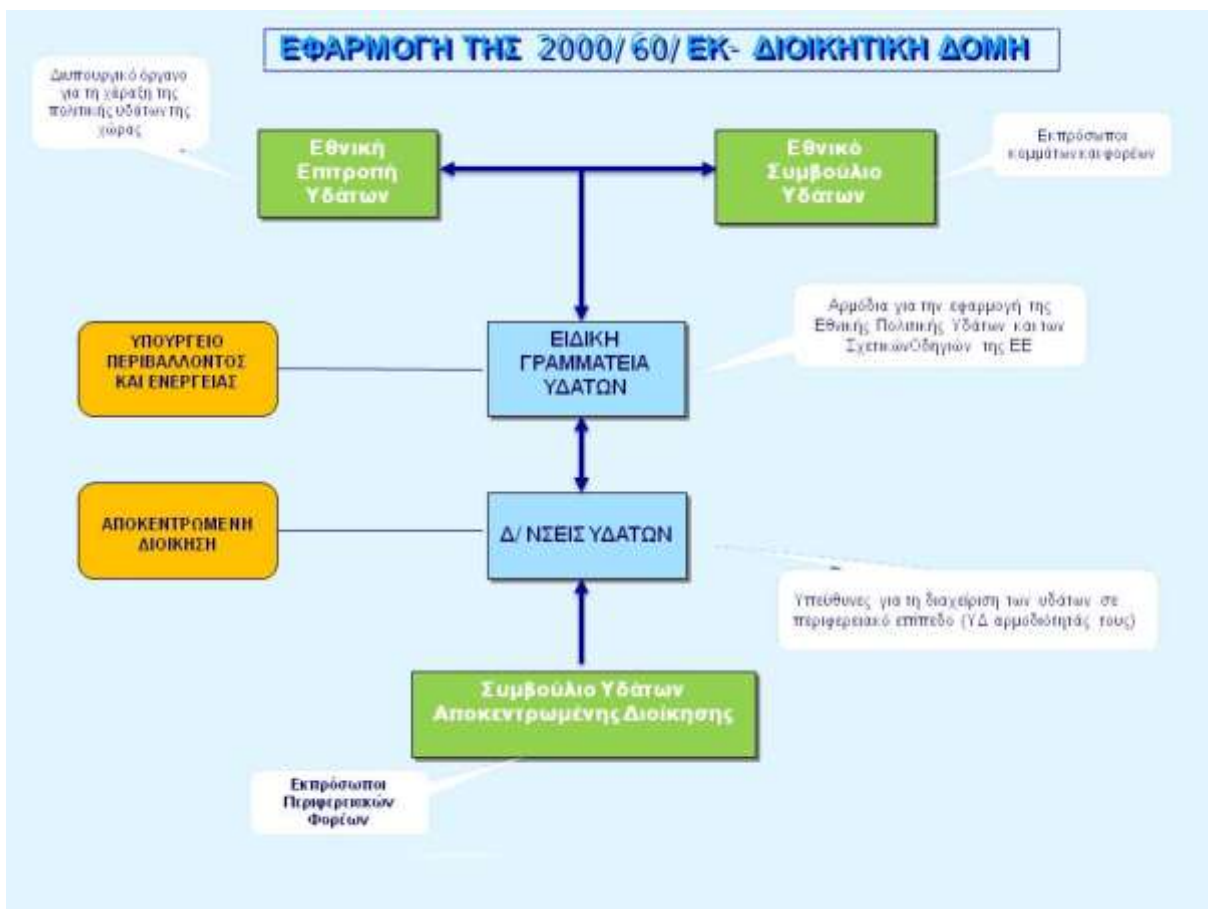 ΕΦΑΡΜΟΓΗ ΤΗΣ 2000/60/ΕΚ- ΔΙΟΙΚΗΤΙΚΗ ΔΟΜΗ
Διυπουργικό όργανο
για τη χάραξη της
πολιτικής υδάτων της
χώρας
Εθνική
Επιτροπή
Υδάτων
Εθνικό
Συμβούλιο
Υδάτων
Εκπρόσωποι
κομμάτων και φορέων
ΥΠΟΥΡΓΕΙΟ
ΠΕΡΙΒΑΛΛΟΝΤΟΣ
ΚΑΙ ΕΝΕΡΓΕΙΑΣ
ΕΙΔΙΚΗ
ΓΡΑΜΜΑΤΕΙΑ
ΥΔΑΤΩΝ
Αρμόδια για την εφαρμογή της
Εθνικής Πολιτικής Υδάτων και των
Σχετικών Οδηγιών της ΕΕ
ΑΠΟΚΕΝΤΡΩΜΕΝΗ
ΔΙΟΙΚΗΣΗ
Δ/ΝΣΕΙΣ ΥΔΑΤΩΝ
Υπεύθυνες για τη διαχείριση των υδάτων σε
περιφερειακό επίπεδο (ΥΔ αρμοδιότητάς τους)
Συμβούλιο Υδάτων
Αποκεντρωμένης Διοίκησης
Εκπρόσωποι
Περιφερειακών
Φορέων